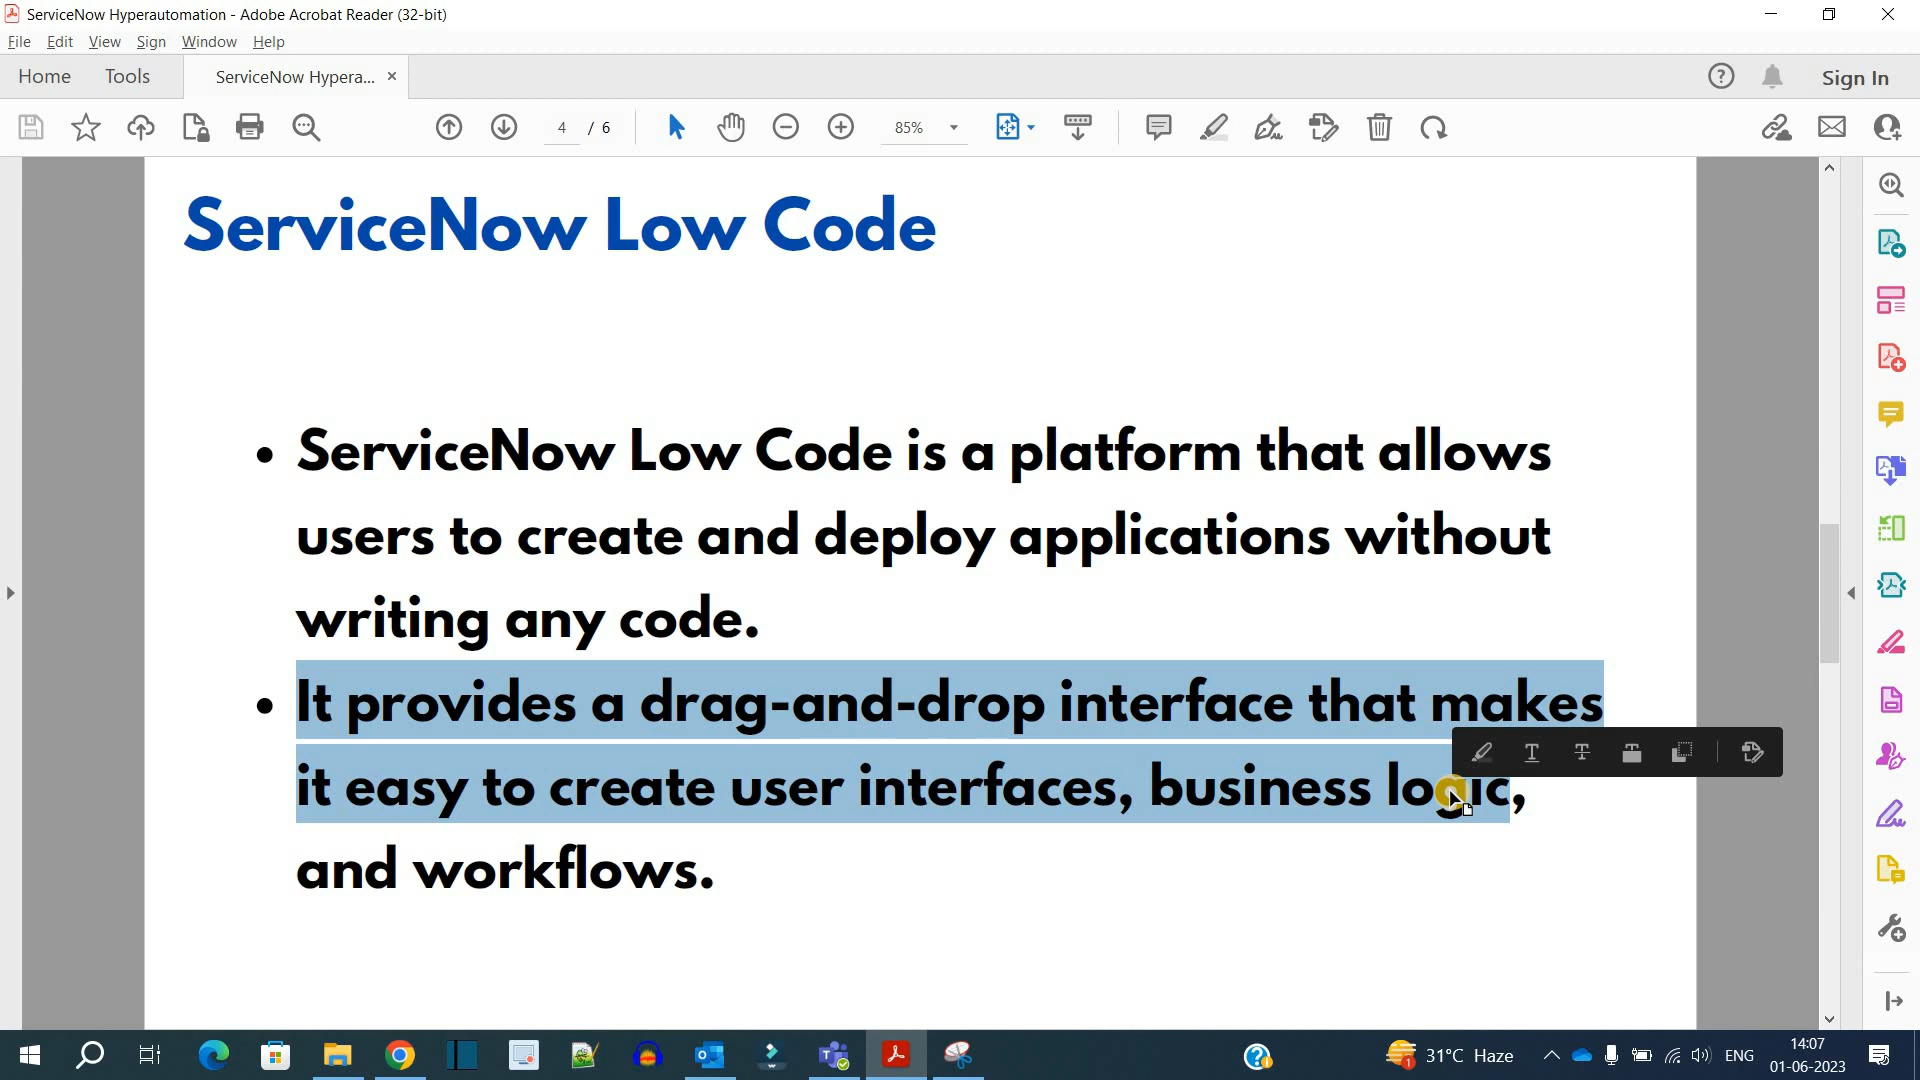 ServiceNow Hyperautomation - Adobe Acrobat Reader (32-bit)
File Edit View Sign Window Help
Home Tools ServiceNow Hypera... × Sign In
4 / 6 85%
ServiceNow Low Code
• ServiceNow Low Code is a platform that allows
users to create and deploy applications without
writing any code.
• It provides a drag-and-drop interface that makes
it easy to create user interfaces, business logic,
and workflows.
31°C Haze ENG 14:07
01-06-2023